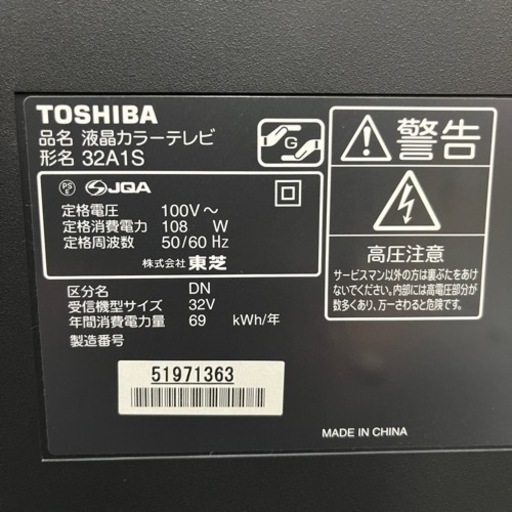 TOSHIBA
品名 液晶カラーテレビ
形名 32A1S
G
PS
E
JQA
定格電圧 100V～
定格消費電力 108 W
定格周波数 50/60 Hz
株式会社 東芝
区分名 DN
受信機型サイズ 32V
年間消費電力量 69 kWh/年
製造番号
51971363
警告
高圧注意
サービスマン以外の方は裏ぶたをあけ
ないでください。内部には高電圧部分が
数多くあり、万一さわると危険です。
MADE IN CHINA